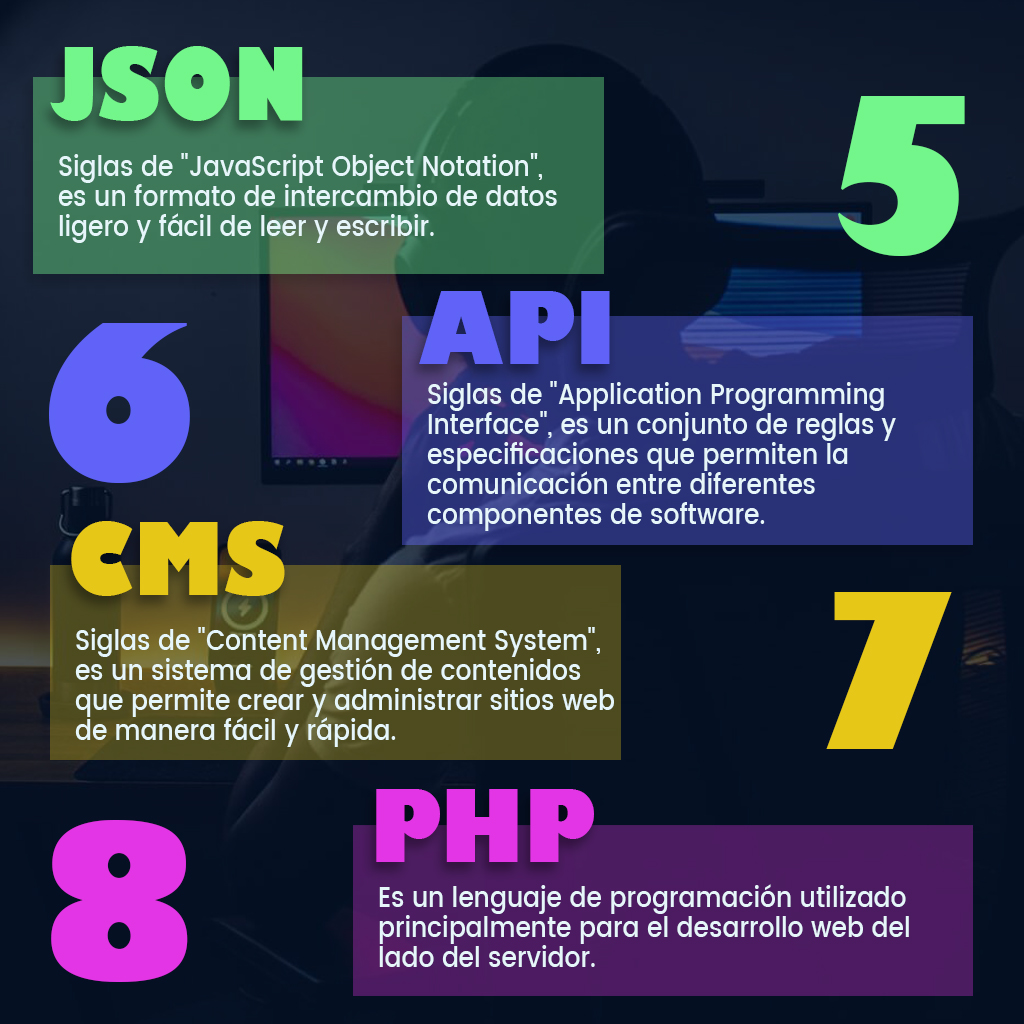 JSON
Siglas de "JavaScript Object Notation",
es un formato de intercambio de datos
ligero y fácil de leer y escribir.
5
6
API
Siglas de "Application Programming
Interface", es un conjunto de reglas y
especificaciones que permiten la
comunicación entre diferentes
componentes de software.
CMS
Siglas de "Content Management System",
es un sistema de gestión de contenidos
que permite crear y administrar sitios web
de manera fácil y rápida.
7
8
PHP
Es un lenguaje de programación utilizado
principalmente para el desarrollo web del
lado del servidor.